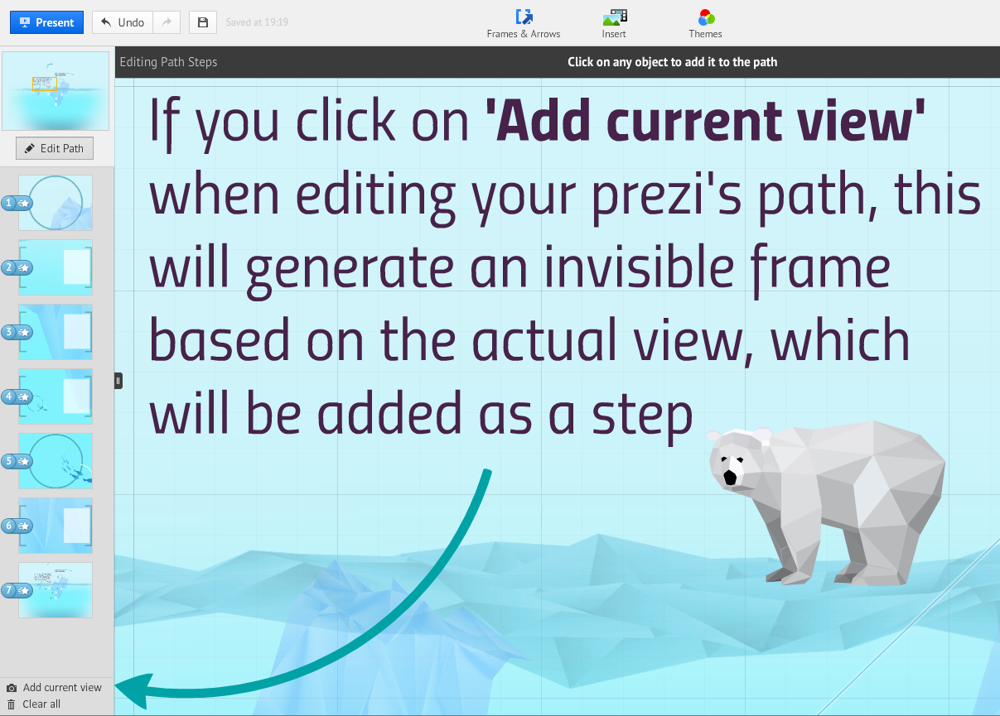 Present
Undo
Saved at 19:19
Frames & Arrows
Insert
Themes
Editing Path Steps
Click on any object to add it to the path
Edit Path
1
2
3
4
5
6
7
If you click on 'Add current view'
when editing your prezi's path, this
will generate an invisible frame
based on the actual view, which
will be added as a step
Add current view
Clear all